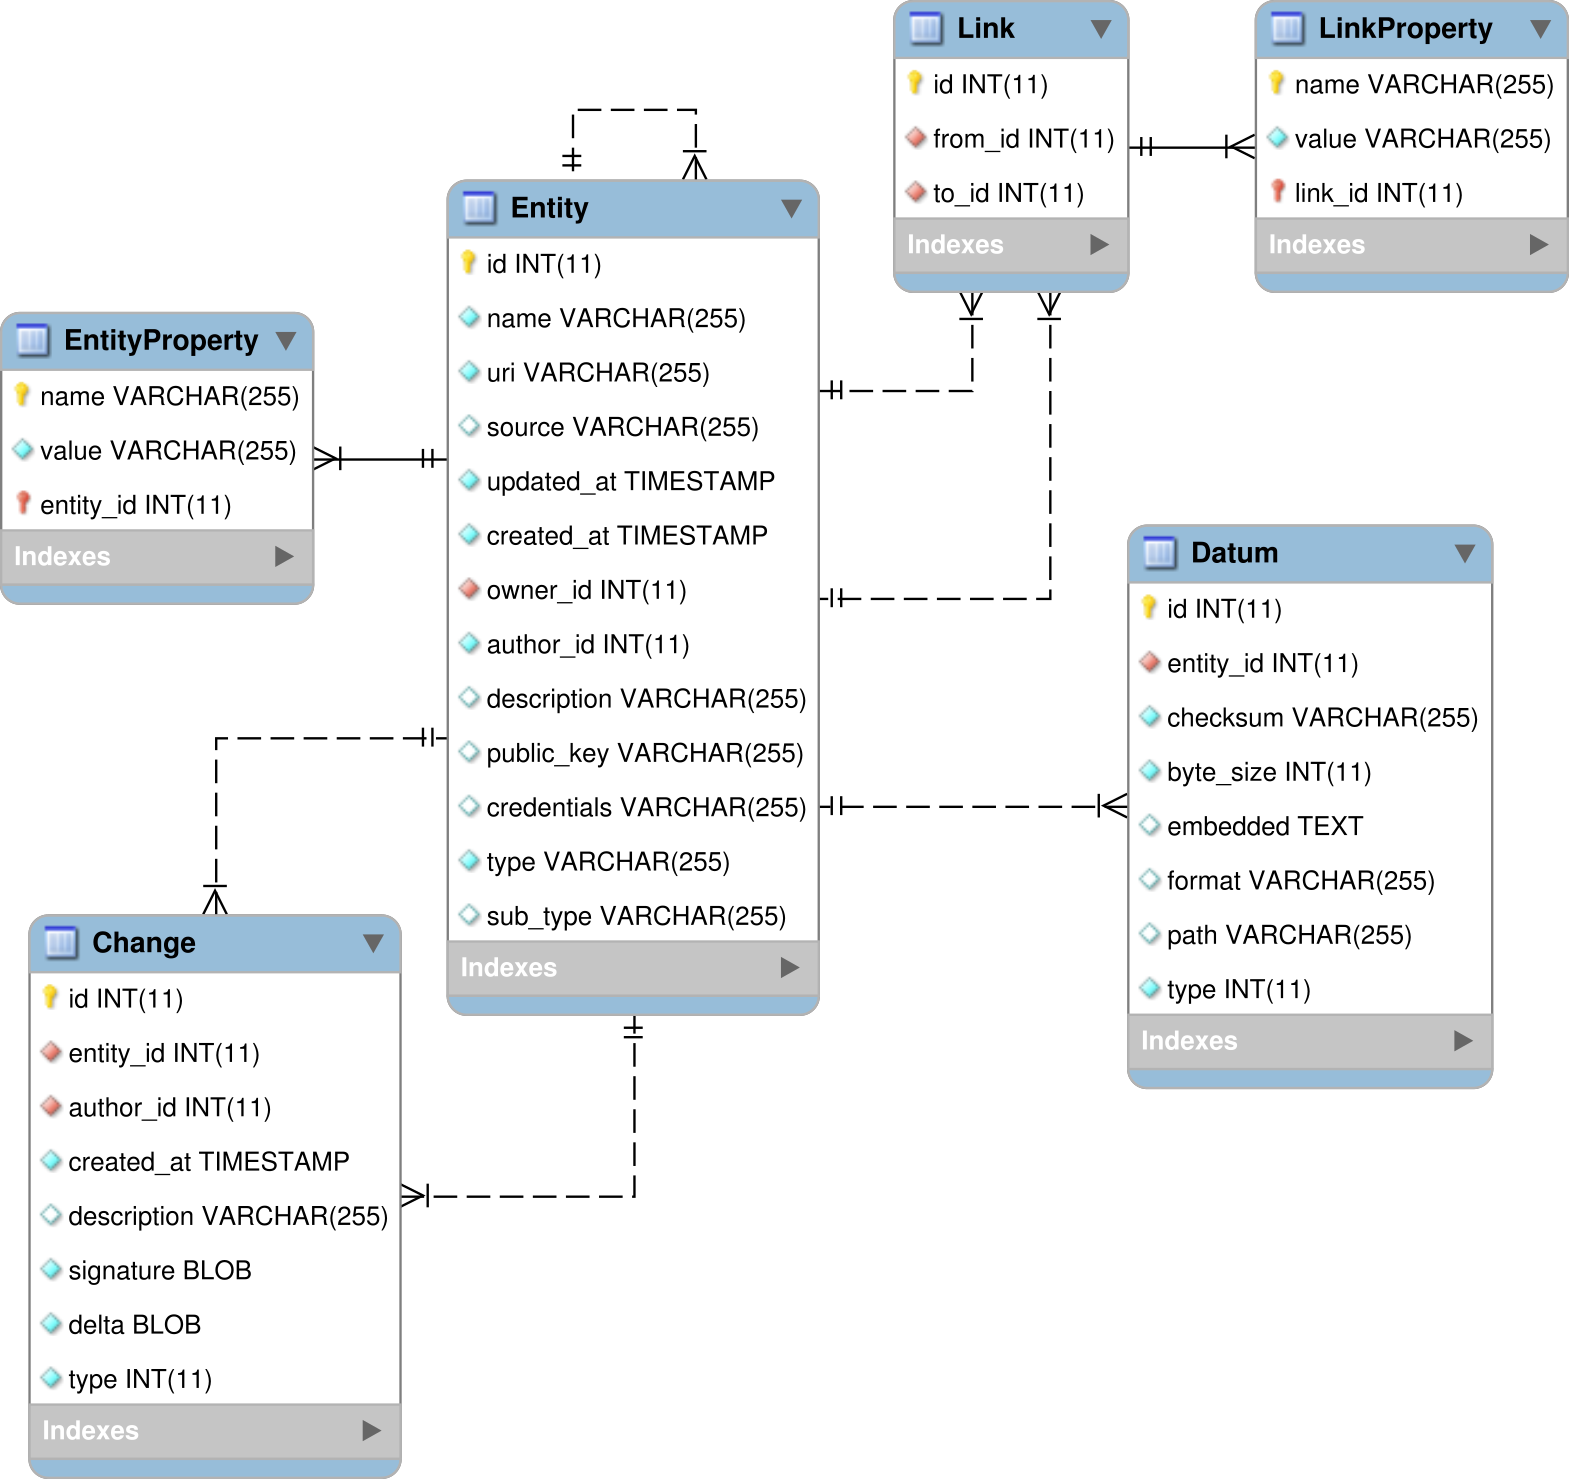 Link
id INT(11)
from_id INT(11)
to_id INT(11)
Indexes
LinkProperty
name VARCHAR(255)
value VARCHAR(255)
link_id INT(11)
Indexes
Entity
id INT(11)
name VARCHAR(255)
uri VARCHAR(255)
source VARCHAR(255)
updated_at TIMESTAMP
created_at TIMESTAMP
owner_id INT(11)
author_id INT(11)
description VARCHAR(255)
public_key VARCHAR(255)
credentials VARCHAR(255)
type VARCHAR(255)
sub_type VARCHAR(255)
Indexes
EntityProperty
name VARCHAR(255)
value VARCHAR(255)
entity_id INT(11)
Indexes
Datum
id INT(11)
entity_id INT(11)
checksum VARCHAR(255)
byte_size INT(11)
embedded TEXT
format VARCHAR(255)
path VARCHAR(255)
type INT(11)
Indexes
Change
id INT(11)
entity_id INT(11)
author_id INT(11)
created_at TIMESTAMP
description VARCHAR(255)
signature BLOB
delta BLOB
type INT(11)
Indexes